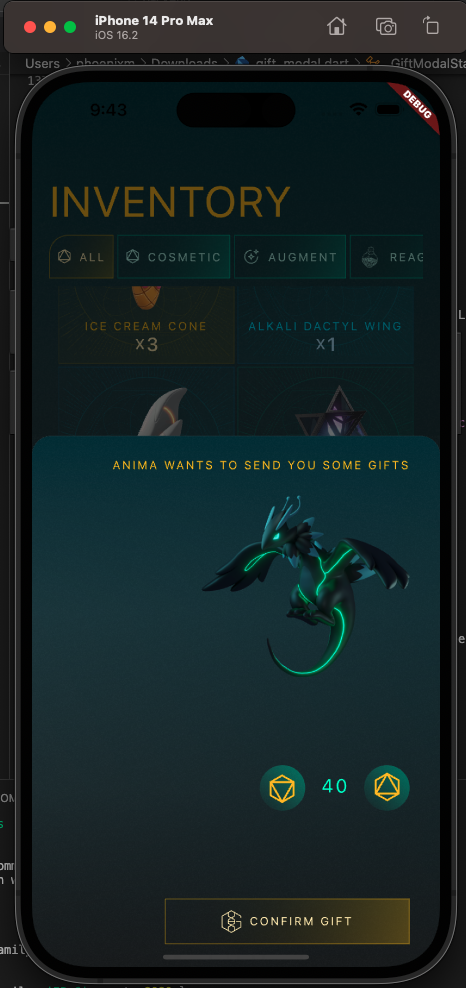 iPhone 14 Pro Max
iOS 16.2
Users > phoenixm > Downloads > gift_modal.dart > _GiftModalSta
13
9:43
DEBUG
INVENTORY
ALL
COSMETIC
AUGMENT
REAG
ICE CREAM CONE
x3
ALKALI DACTYL WING
x1
ANIMA WANTS TO SEND YOU SOME GIFTS
40
CONFIRM GIFT